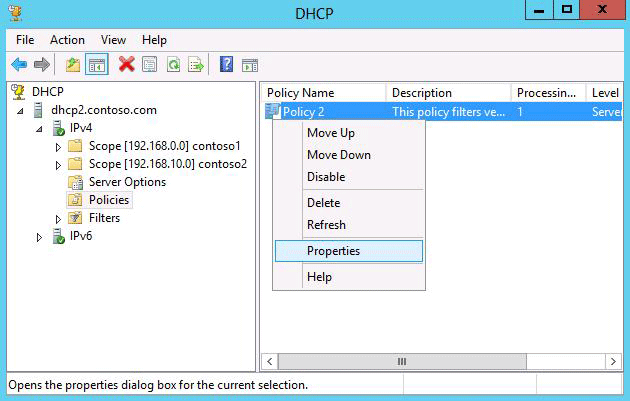 DHCP
File Action View Help
DHCP
dhcp2.contoso.com
IPv4
Scope [192.168.0.0] contoso1
Scope [192.168.10.0] contoso2
Server Options
Policies
Filters
IPv6
Policy Name Description Processin... Level
Policy 2 This policy filters ve... 1 Server
Move Up
Move Down
Disable
Delete
Refresh
Properties
Help
Opens the properties dialog box for the current selection.